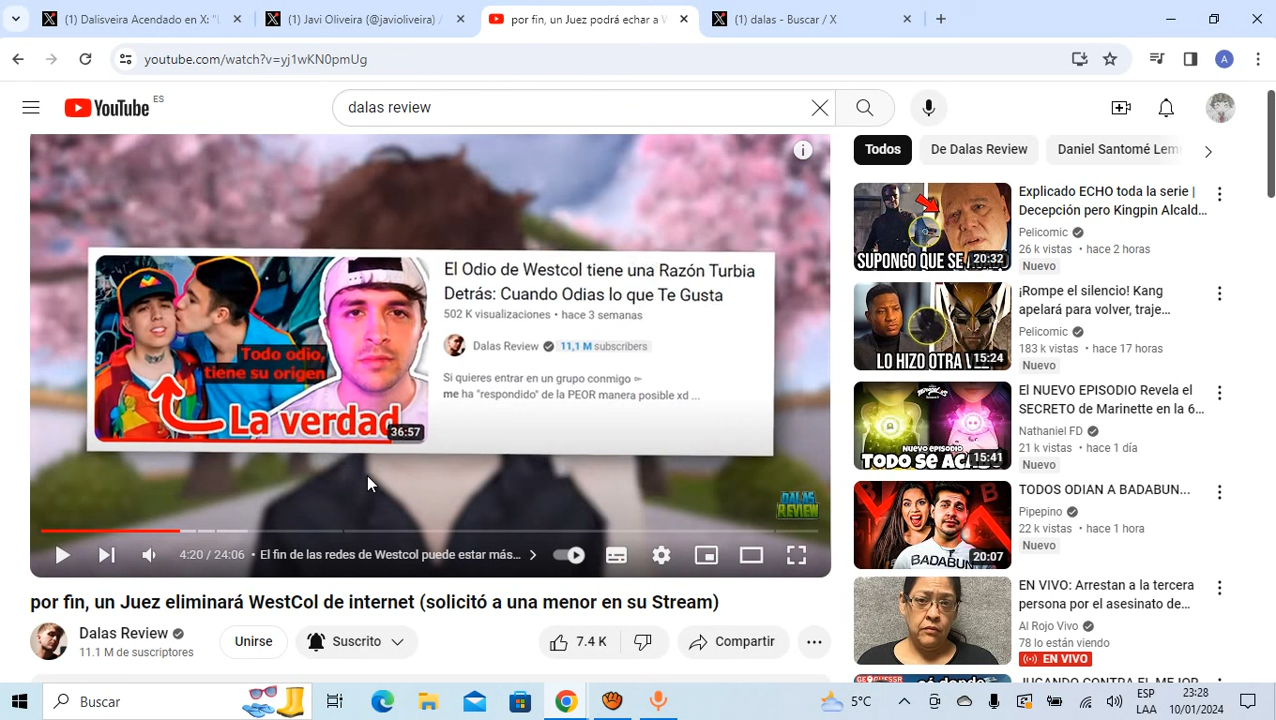 (1) Dalisveira Acendado en X: "L
(1) Javi Oliveira (@javioliveira) /
por fin, un Juez podrá echar a W
(1) dalas - Buscar / X
youtube.com/watch?v=yj1wKN0pmUg
YouTube ES
dalas review
Todos
De Dalas Review
Daniel Santomé Lem
El Odio de Westcol tiene una Razón Turbia
Detrás: Cuando Odias lo que Te Gusta
502 K visualizaciones • hace 3 semanas
Dalas Review
11,1 M subscribers
Si quieres entrar en un grupo conmigo ➳
me ha "respondido" de la PEOR manera posible xd ...
Todo odio,
tiene su origen
La verdad
36:57
DALAS
REVIEW
4:20 / 24:06 • El fin de las redes de Westcol puede estar más...
por fin, un Juez eliminará WestCol de internet (solicitó a una menor en su Stream)
Dalas Review
11.1 M de suscriptores
Unirse
Suscrito
7.4 K
Compartir
SUPONGO QUE SE
20:32
Explicado ECHO toda la serie |
Decepción pero Kingpin Alcald...
Pelicomic
26 k vistas • hace 2 horas
Nuevo
LO HIZO OTRA
15:24
¡Rompe el silencio! Kang
apelará para volver, traje...
Pelicomic
183 k vistas • hace 17 horas
Nuevo
NUEVO EPISODIO
TODO SE ACA
15:41
El NUEVO EPISODIO Revela el
SECRETO de Marinette en la 6...
Nathaniel FD
21 k vistas • hace 1 día
Nuevo
BADABUN
20:07
TODOS ODIAN A BADABUN...
Pipepino
22 k vistas • hace 1 hora
Nuevo
EN VIVO: Arrestan a la tercera
persona por el asesinato de...
Al Rojo Vivo
78 lo están viendo
EN VIVO
Buscar
5°C
ESP
LAA
23:28
10/01/2024